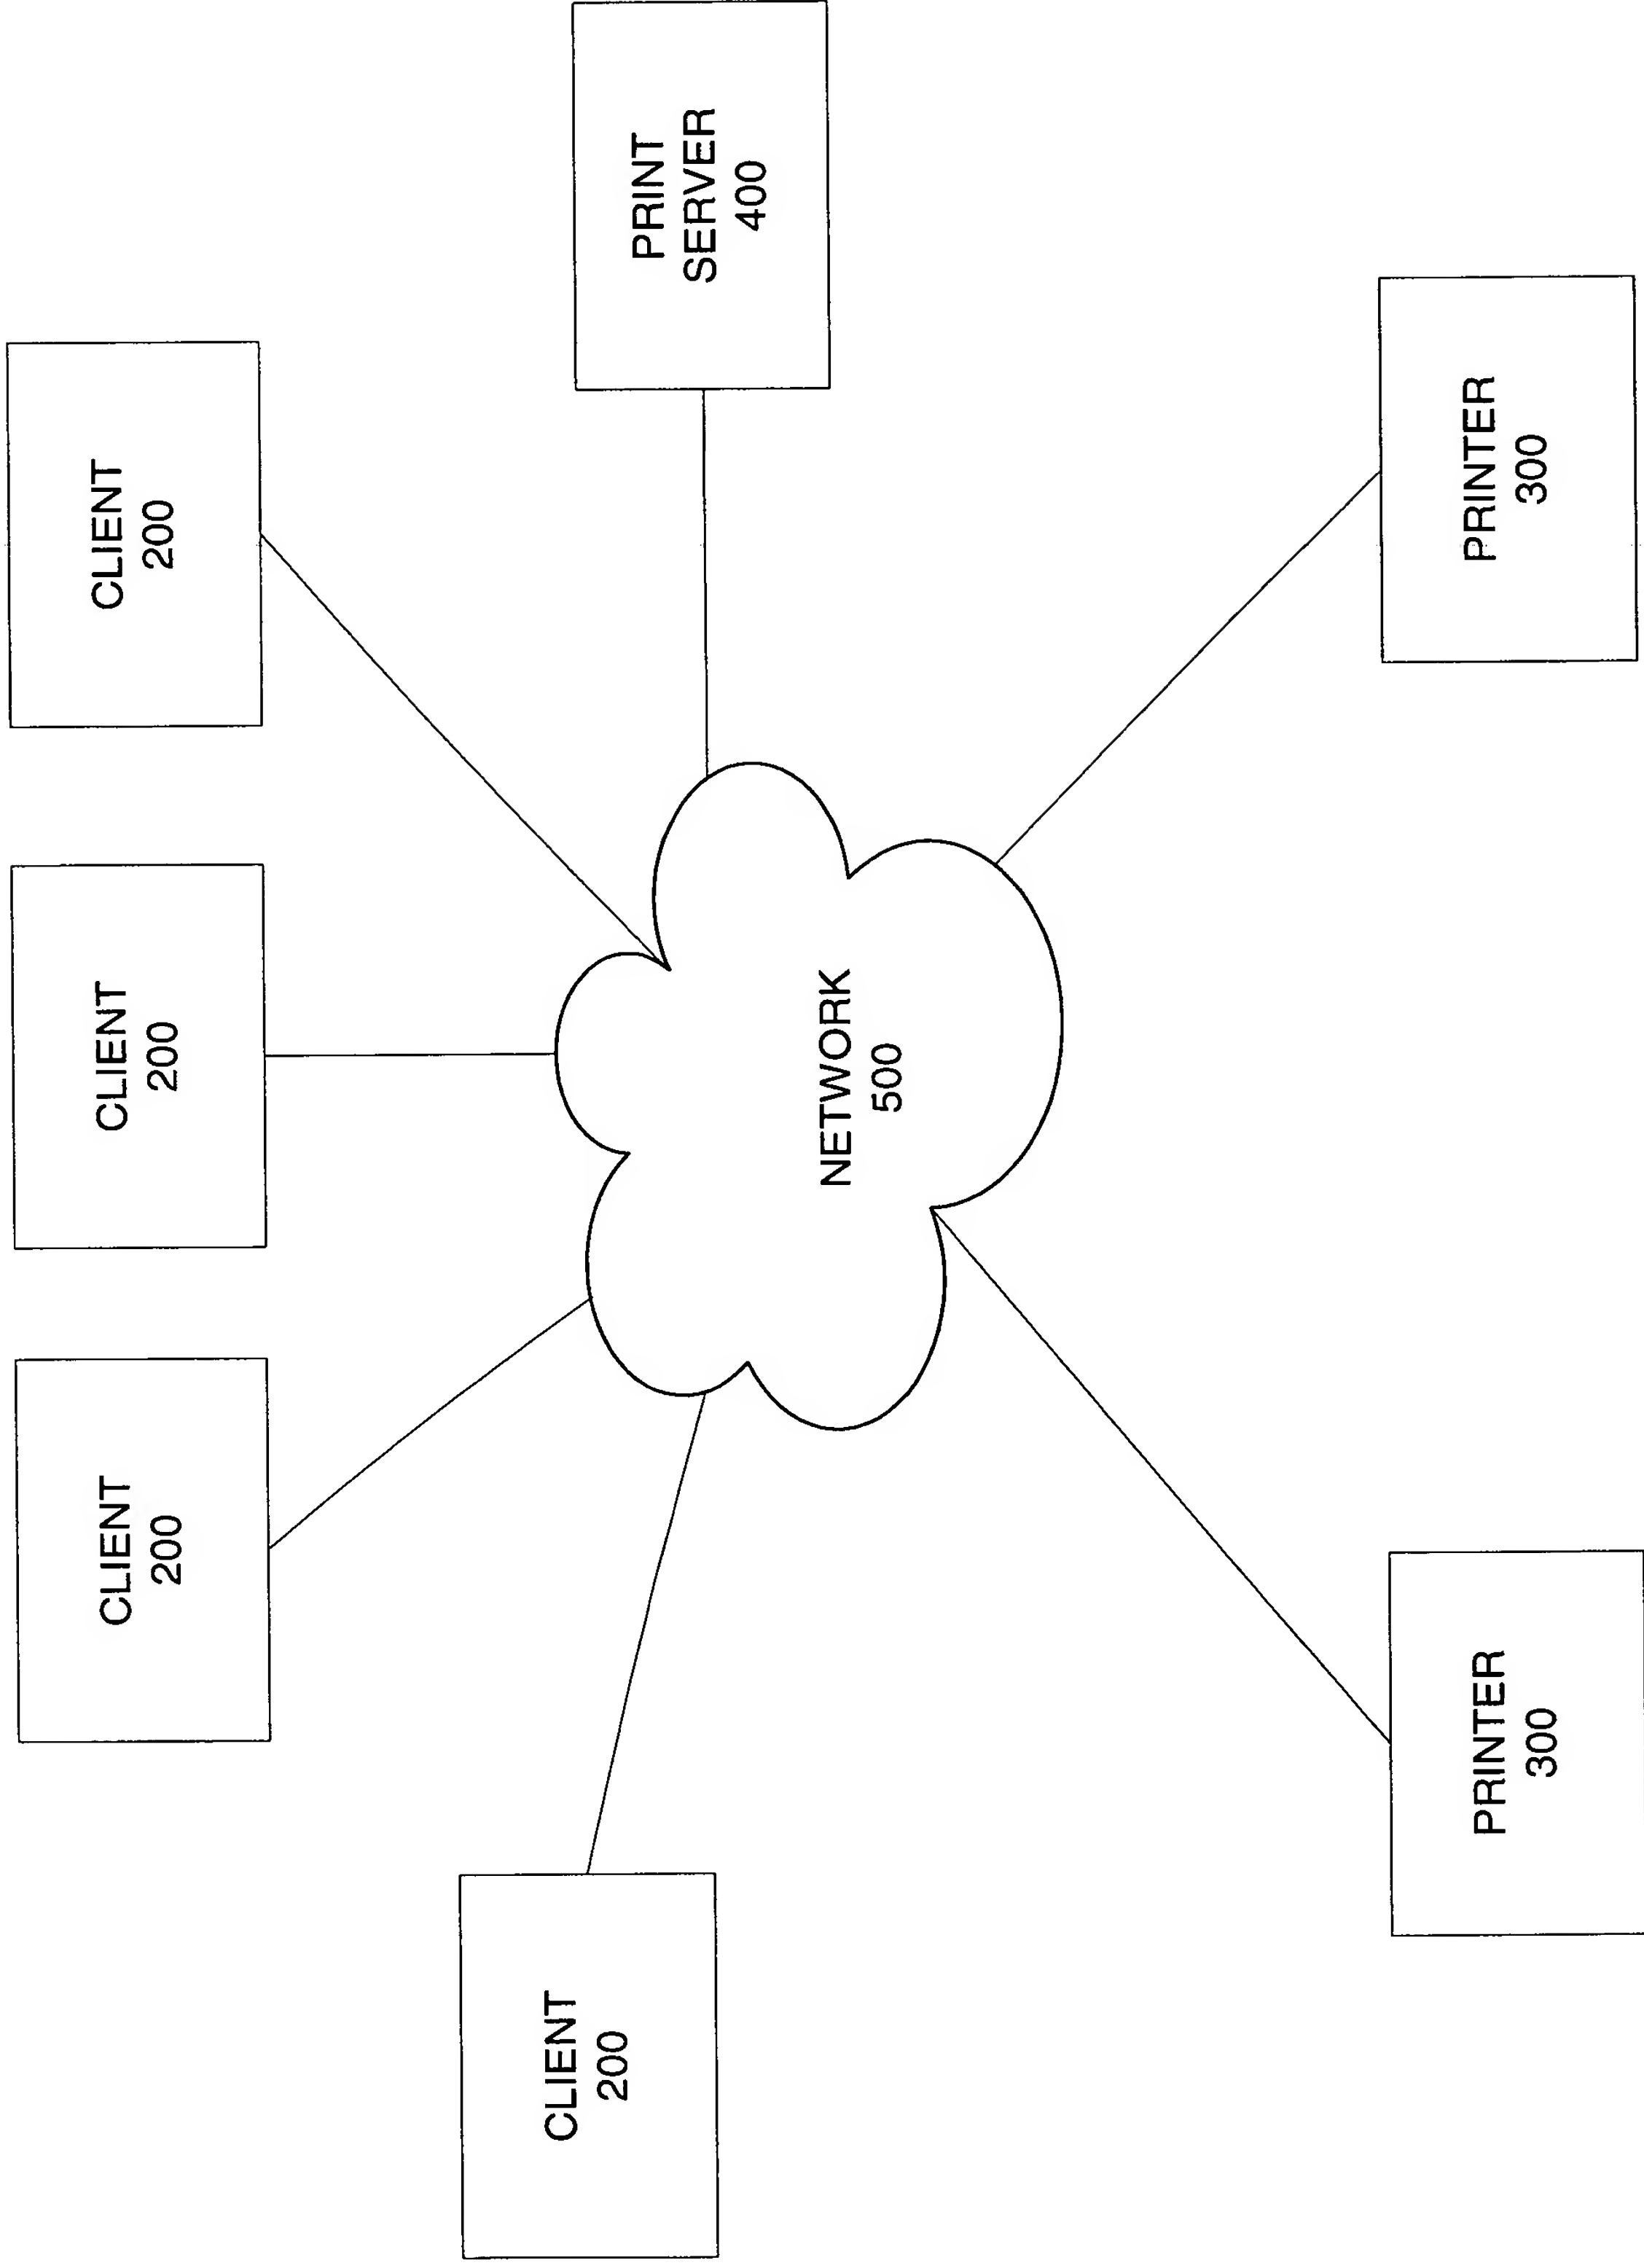 CLIENT
200
CLIENT
200
CLIENT
200
CLIENT
200
PRINT
SERVER
400
NETWORK
500
PRINTER
300
PRINTER
300